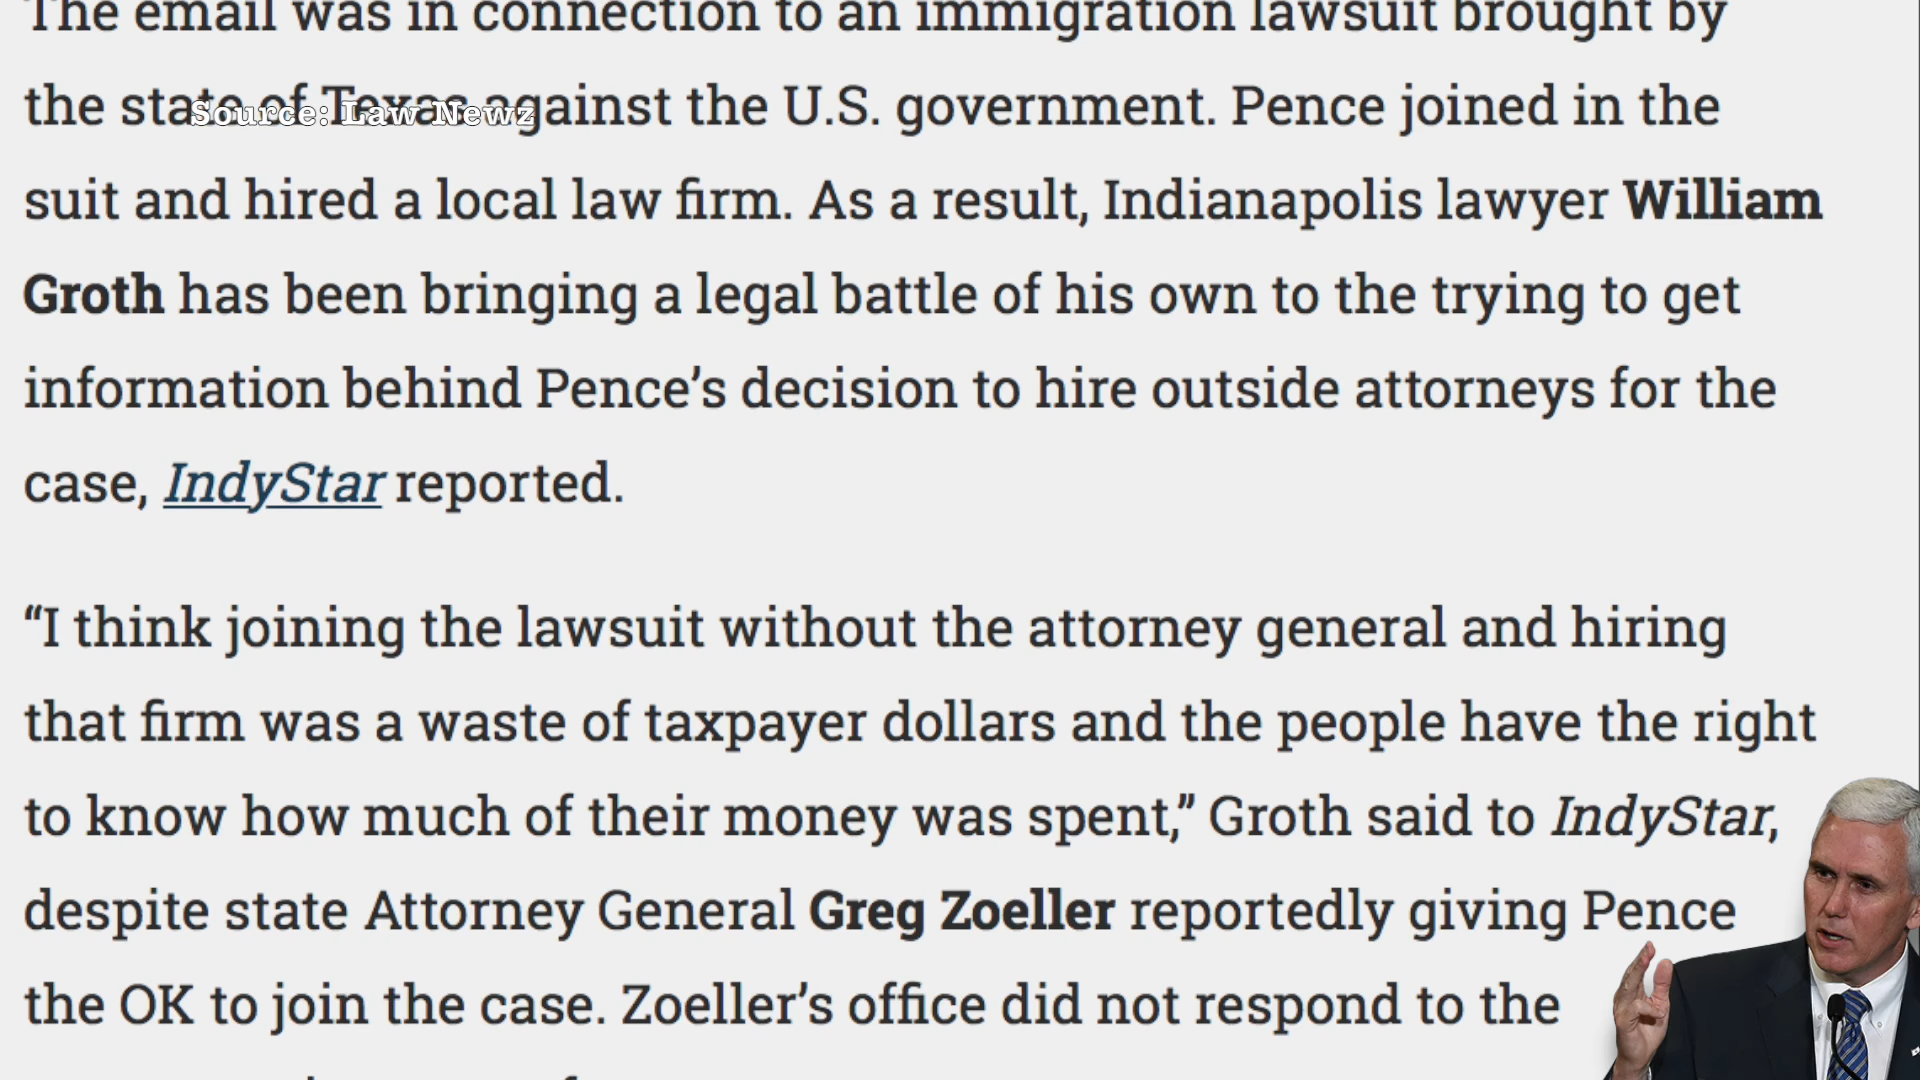 The email was in connection to an immigration lawsuit brought by
the state of Texas against the U.S. government. Pence joined in the
Source: Law Newz
suit and hired a local law firm. As a result, Indianapolis lawyer William
Groth has been bringing a legal battle of his own to the trying to get
information behind Pence’s decision to hire outside attorneys for the
case, IndyStar reported.
“I think joining the lawsuit without the attorney general and hiring
that firm was a waste of taxpayer dollars and the people have the right
to know how much of their money was spent,” Groth said to IndyStar,
despite state Attorney General Greg Zoeller reportedly giving Pence
the OK to join the case. Zoeller’s office did not respond to the